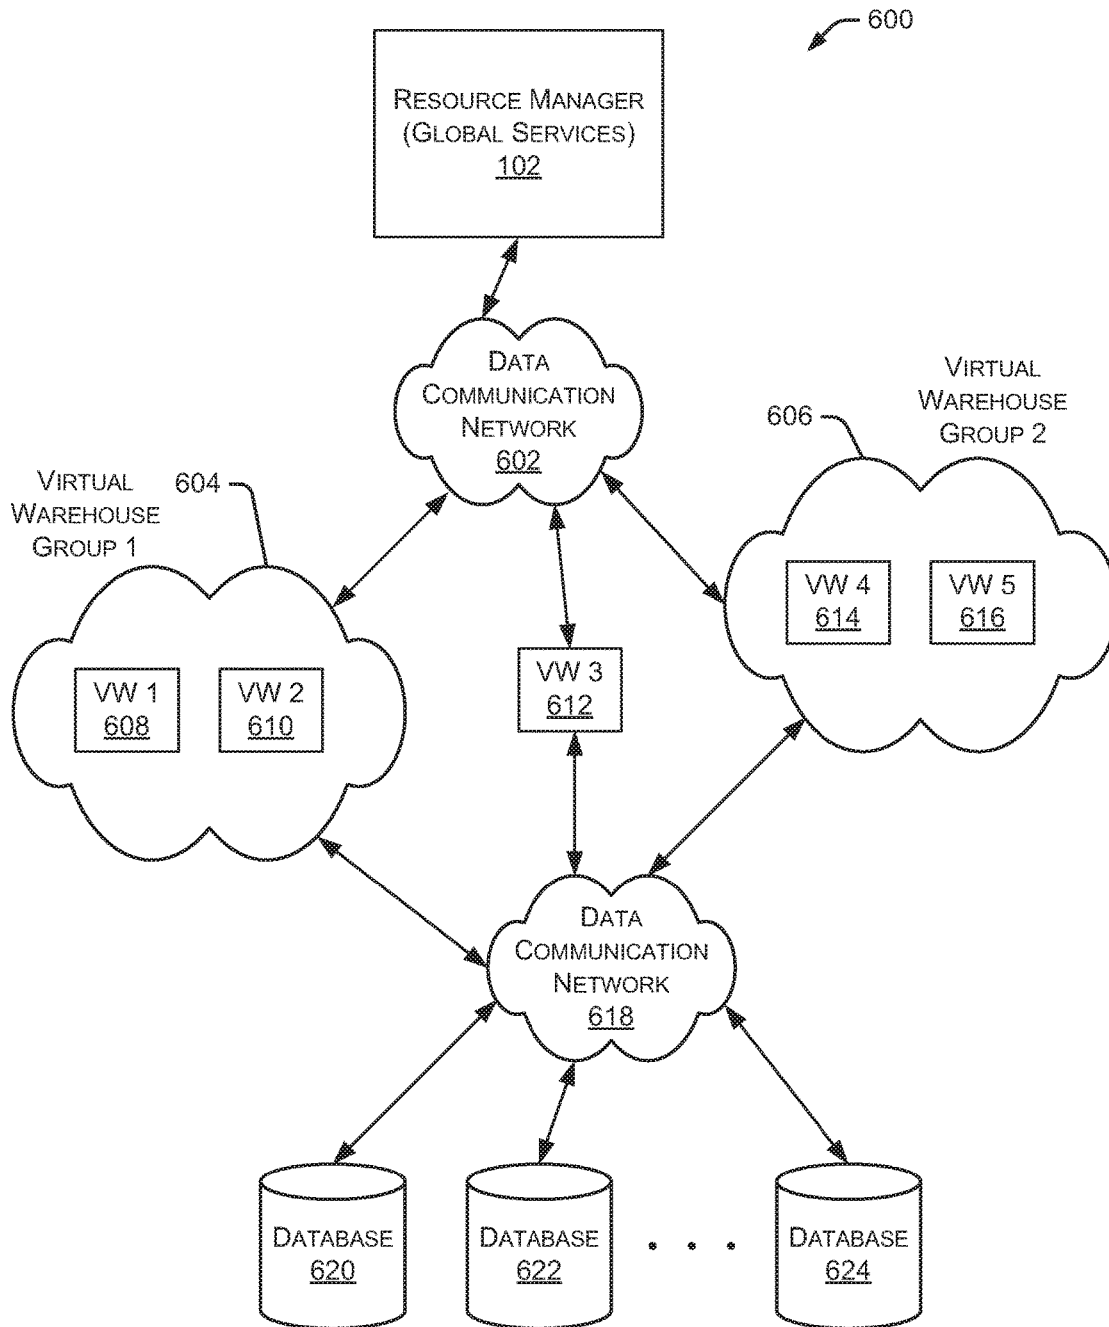 600
RESOURCE MANAGER
(GLOBAL SERVICES)
102
DATA
COMMUNICATION
NETWORK
602
VIRTUAL
WAREHOUSE
GROUP 2
606
VIRTUAL
WAREHOUSE
GROUP 1
604
VW 4
614
VW 5
616
VW 1
608
VW 2
610
VW 3
612
DATA
COMMUNICATION
NETWORK
618
DATABASE
620
DATABASE
622
. . .
DATABASE
624